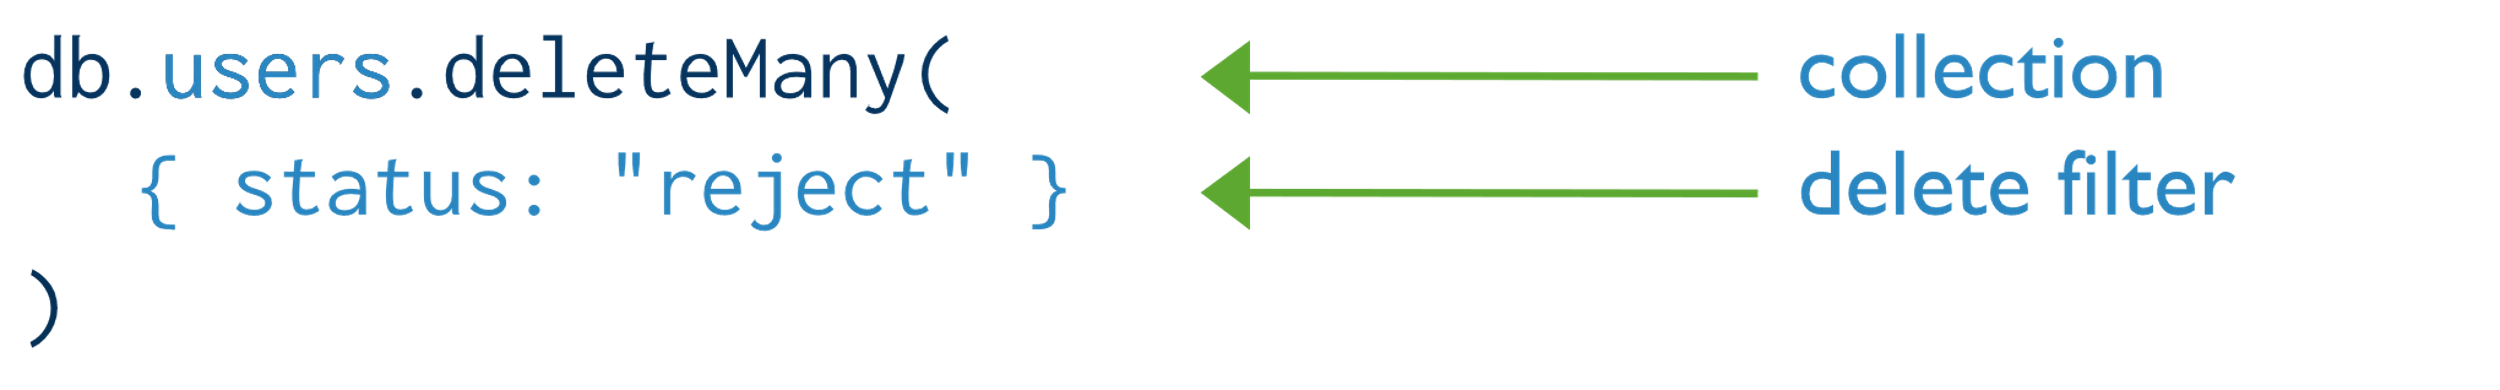 db.users.deleteMany( collection
{ status: "reject" } delete filter
)